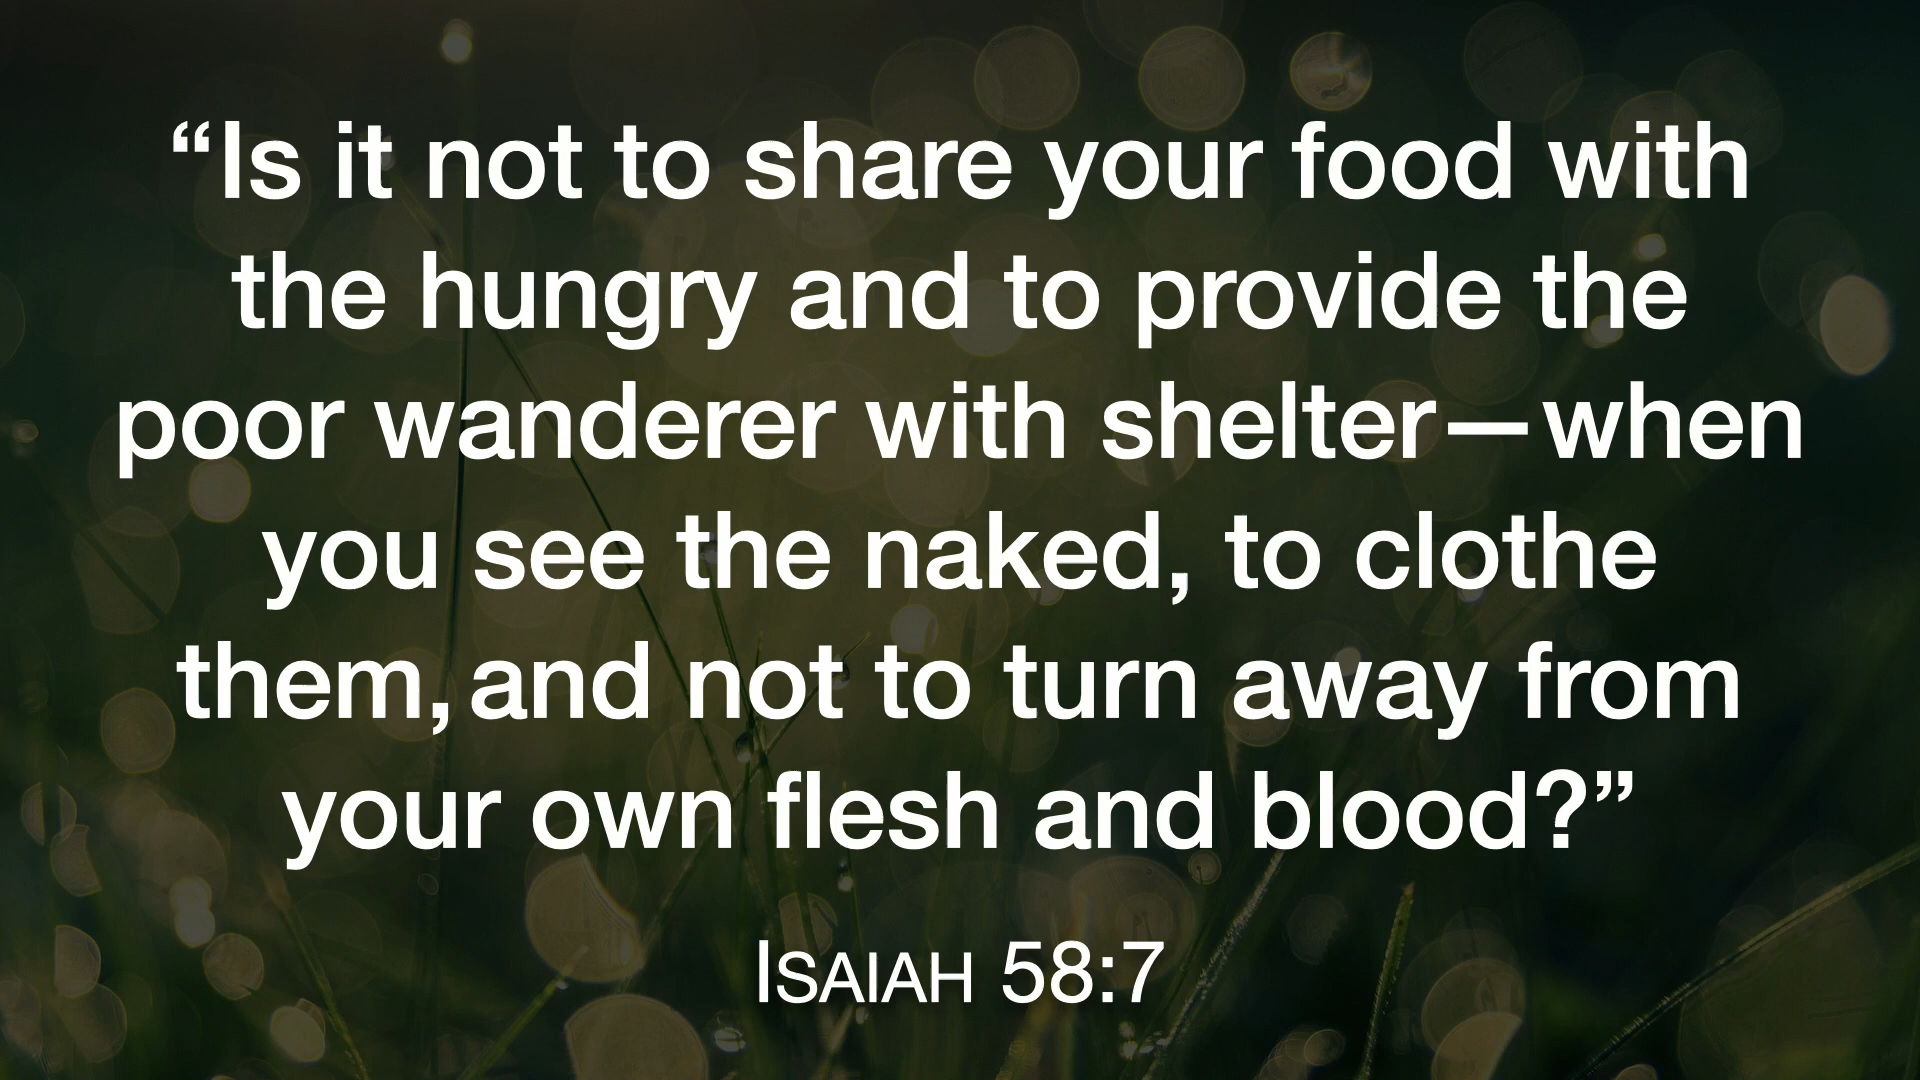 “Is it not to share your food with
the hungry and to provide the
poor wanderer with shelter—when
you see the naked, to clothe
them, and not to turn away from
your own flesh and blood?”
Isaiah 58:7